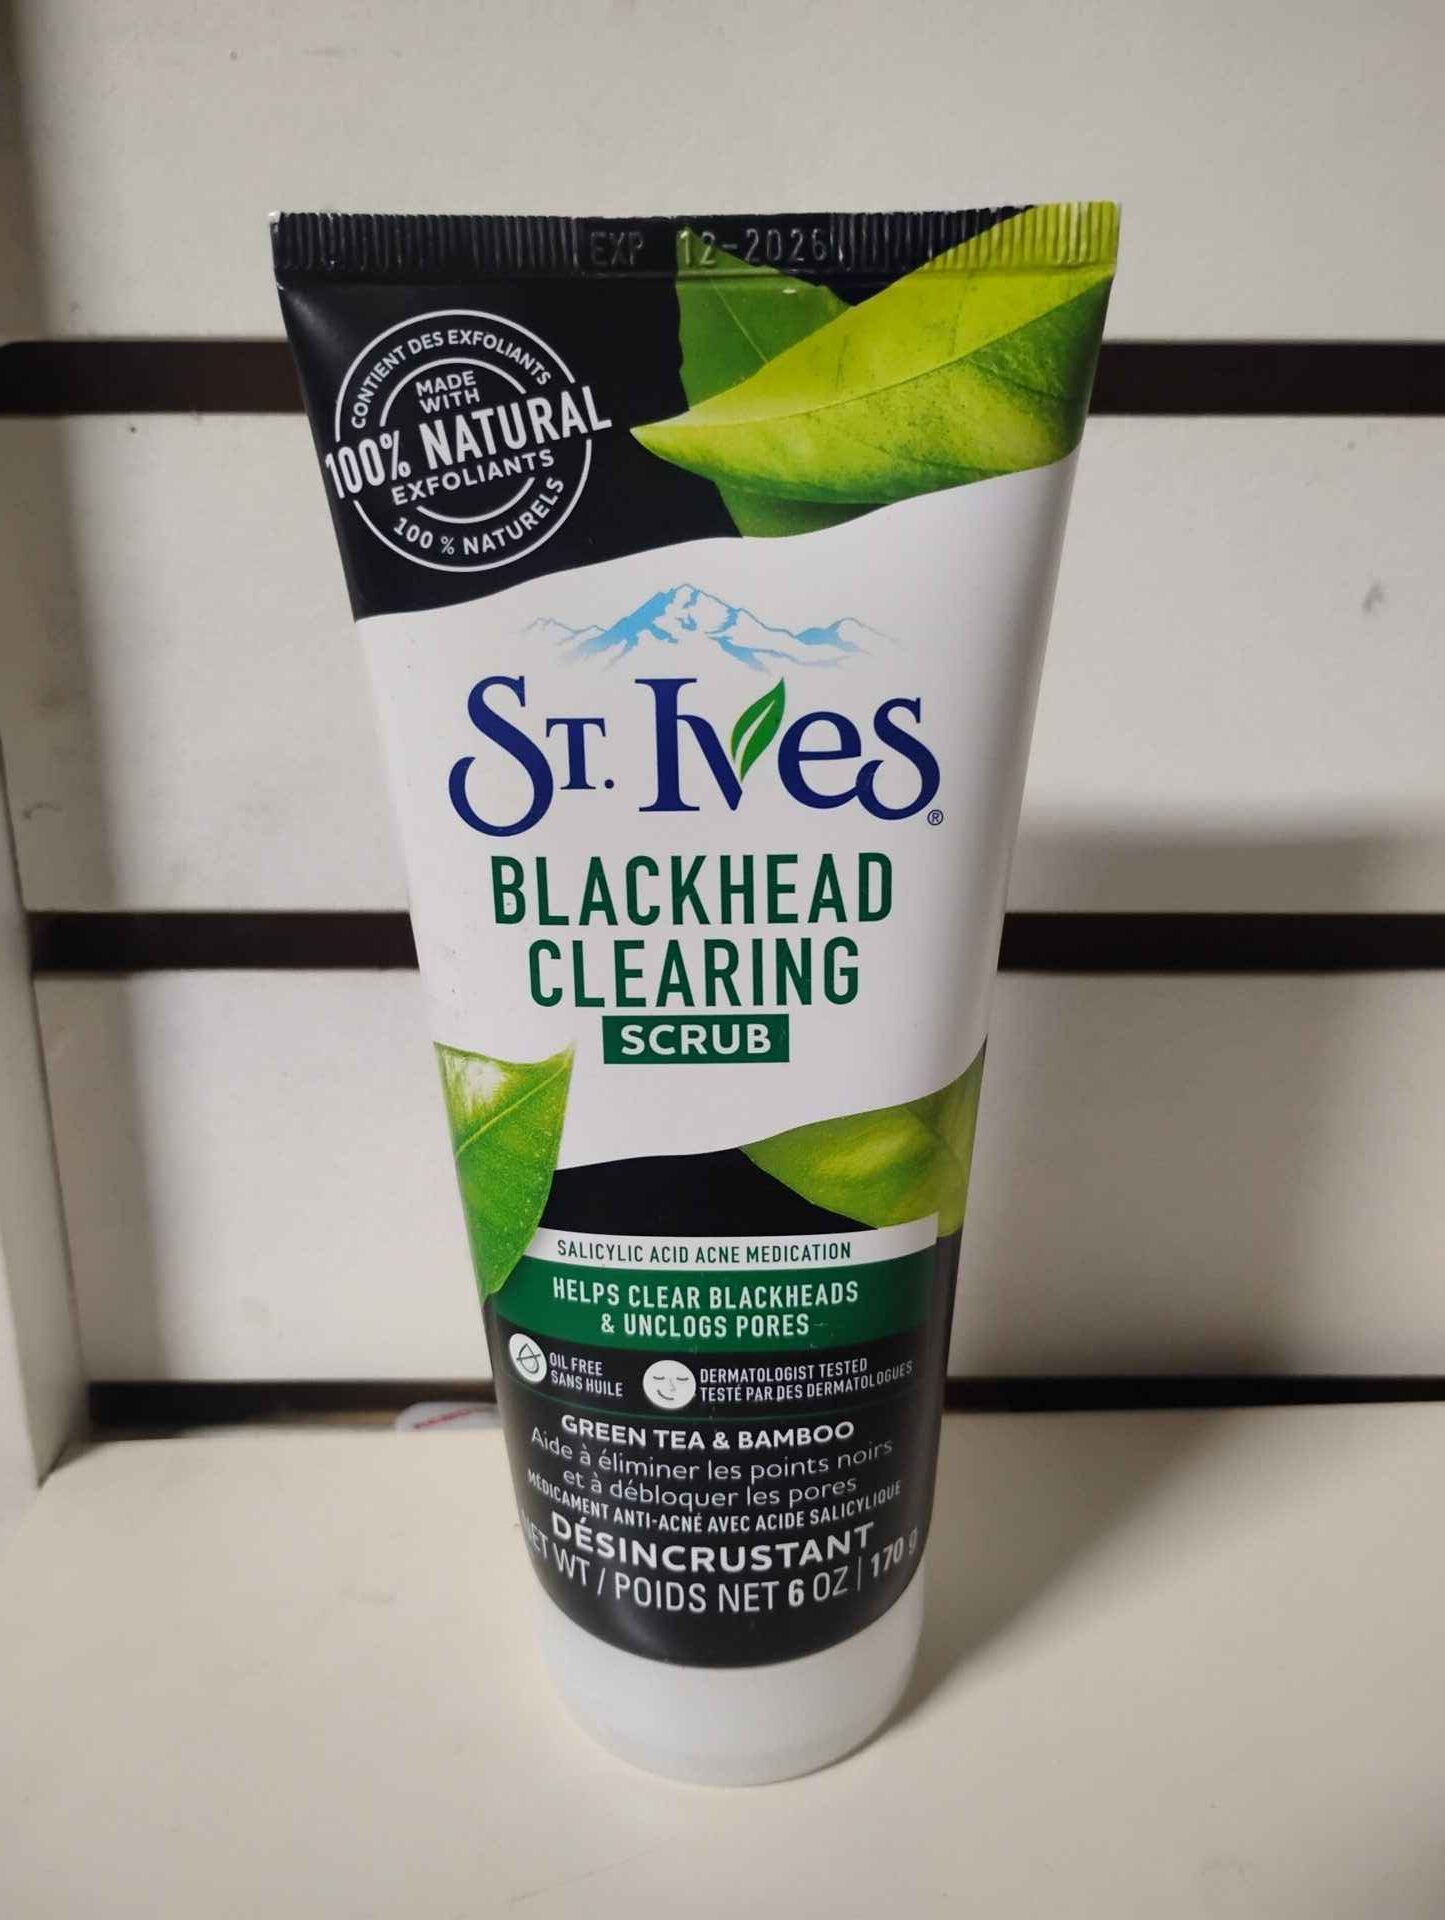 EXP 12-2026
CONTIENT DES EXFOLIANTS
MADE
WITH
100% NATURAL
EXFOLIANTS
100 % NATURELS
ST. Ives®
BLACKHEAD
CLEARING
SCRUB
SALICYLIC ACID ACNE MEDICATION
HELPS CLEAR BLACKHEADS
& UNCLOGS PORES
OIL FREE
SANS HUILE
DERMATOLOGIST TESTED
TESTÉ PAR DES DERMATOLOGUES
GREEN TEA & BAMBOO
Aide à éliminer les points noirs
et à débloquer les pores
MÉDICAMENT ANTI-ACNÉ AVEC ACIDE SALICYLIQUE
DÉSINCRUSTANT
NET WT / POIDS NET 6 OZ | 170 g